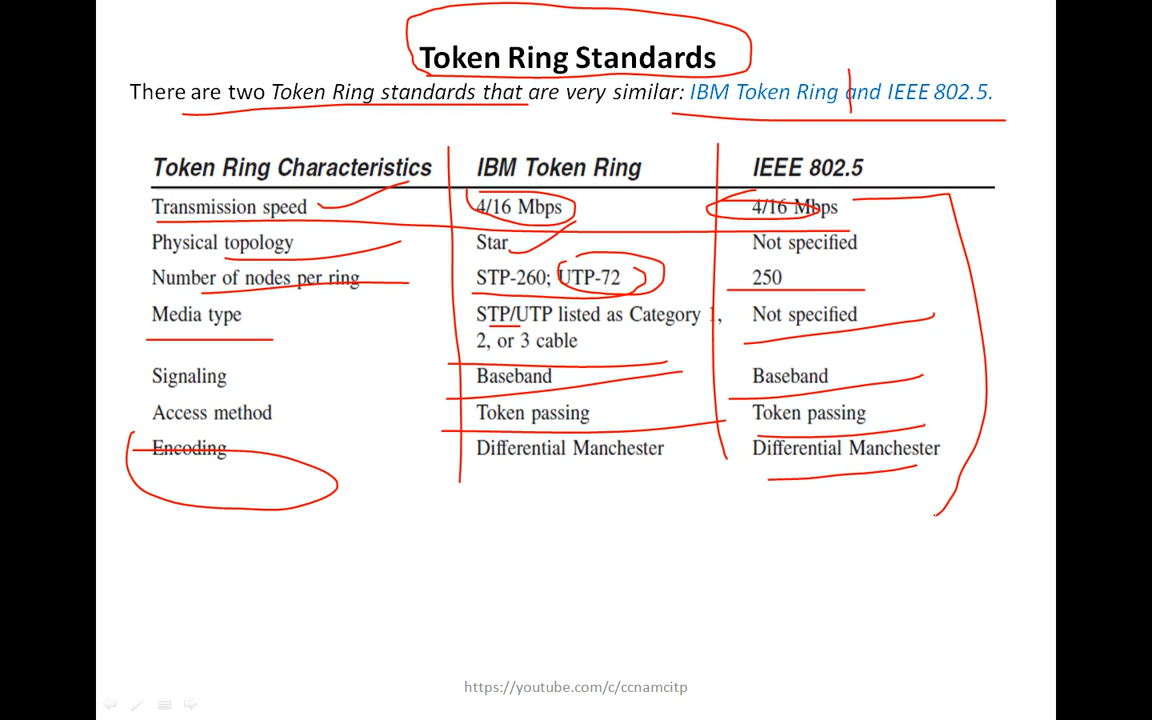 Token Ring Standards
There are two Token Ring standards that are very similar: IBM Token Ring and IEEE 802.5.
Token Ring Characteristics IBM Token Ring IEEE 802.5
Transmission speed 4/16 Mbps 4/16 Mbps
Physical topology Star Not specified
Number of nodes per ring STP-260; UTP-72 250
Media type STP/UTP listed as Category 1, Not specified
2, or 3 cable
Signaling Baseband Baseband
Access method Token passing Token passing
Encoding Differential Manchester Differential Manchester
https://youtube.com/c/ccnamcitp